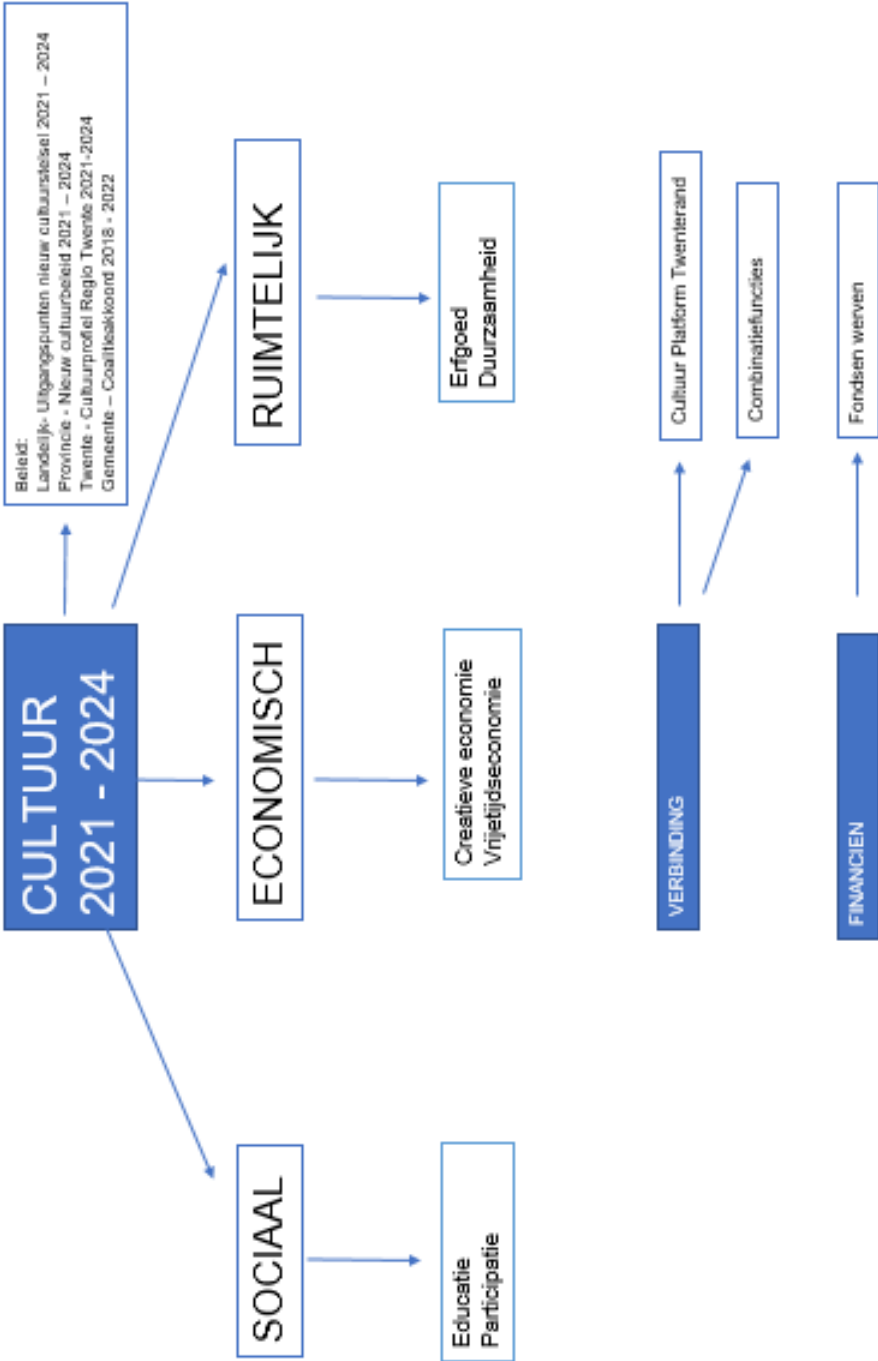 CULTUUR
2021 - 2024
Beleid:
Landelijk- Uitgangspunten nieuw cultuurstelsel 2021 – 2024
Provincie - Nieuw cultuurbeleid 2021 – 2024
Twente - Cultuurprofiel Regio Twente 2021-2024
Gemeente – Coalitieakkoord 2018 - 2022
SOCIAAL
ECONOMISCH
RUIMTELIJK
Educatie
Participatie
Creatieve economie
Vrijetijdseconomie
Erfgoed
Duurzaamheid
VERBINDING
Cultuur Platform Twenterand
Combinatiefuncties
FINANCIEN
Fondsen werven